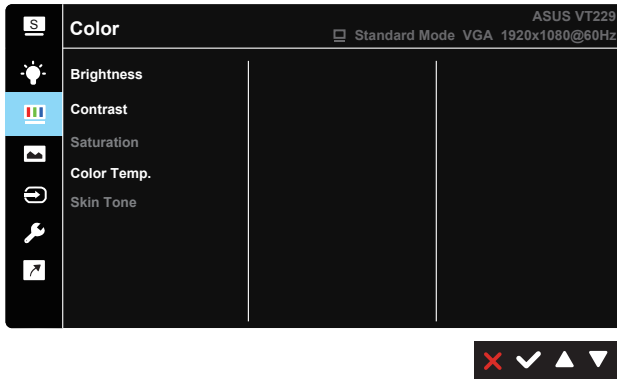 S
Color
ASUS VT229
Standard Mode VGA 1920x1080@60Hz
Brightness
Contrast
Saturation
Color Temp.
Skin Tone